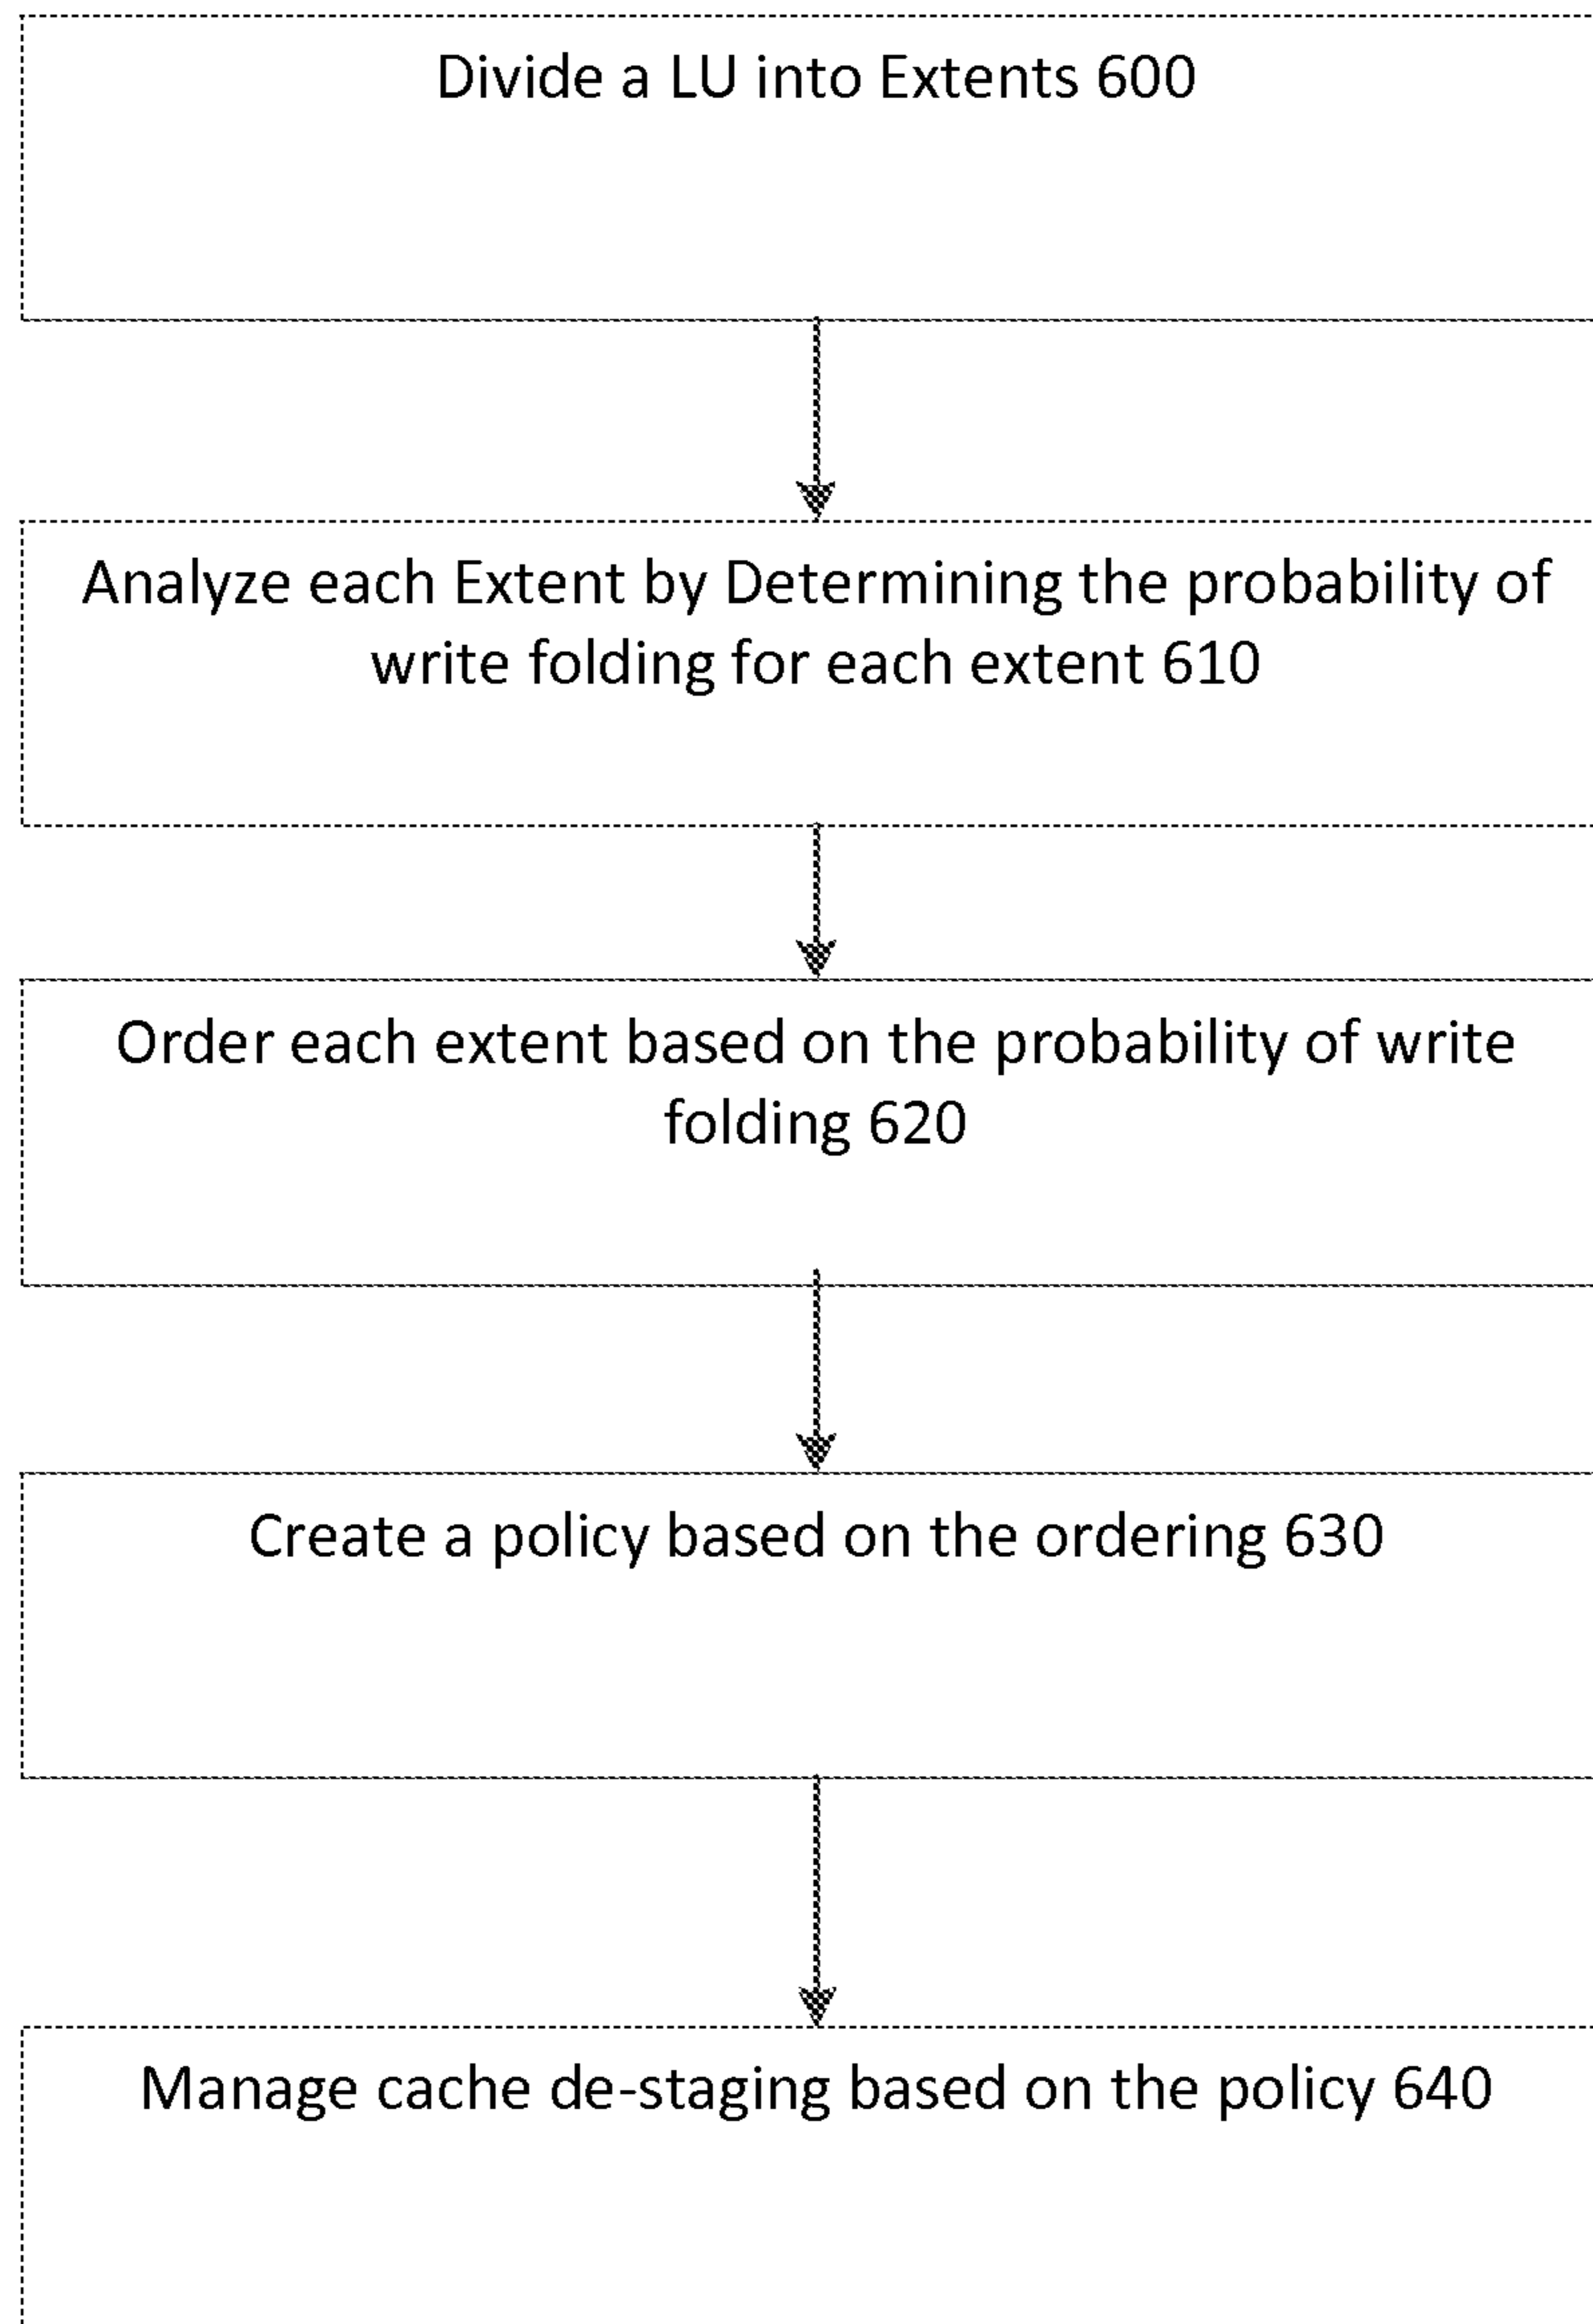 Divide a LU into Extents 600
Analyze each Extent by Determining the probability of
write folding for each extent 610
Order each extent based on the probability of write
folding 620
Create a policy based on the ordering 630
Manage cache de-staging based on the policy 640